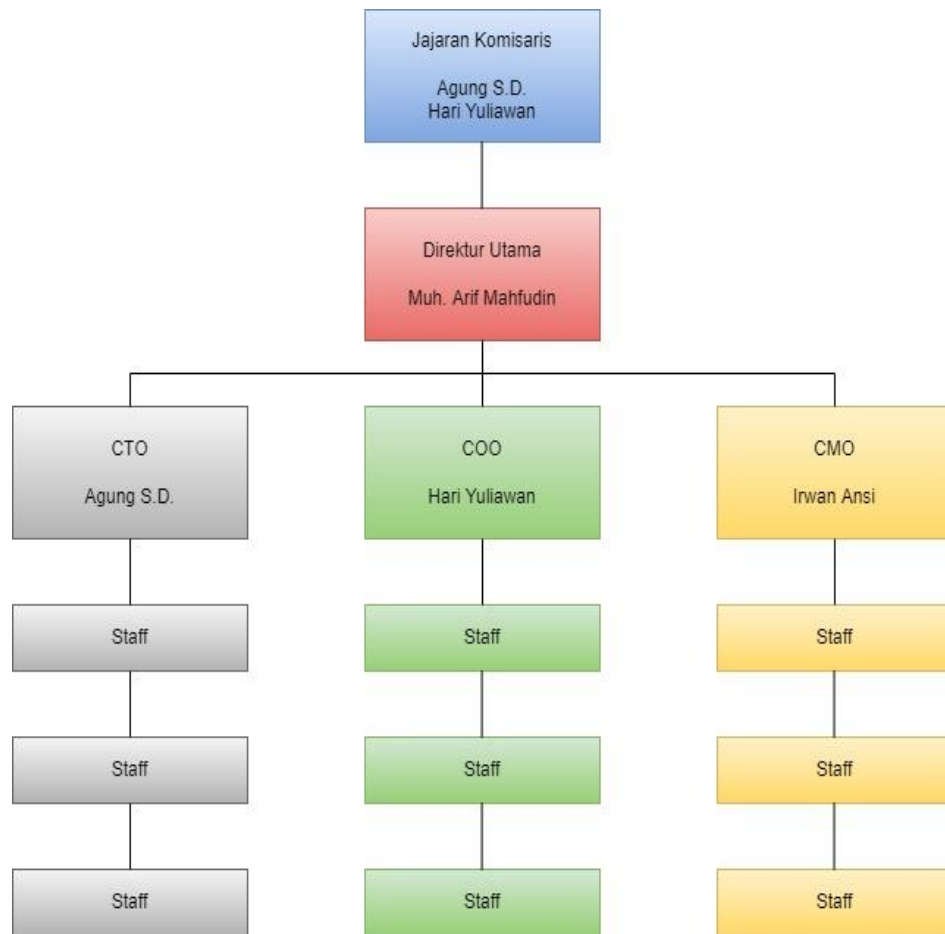 Jajaran Komisaris
Agung S.D.
Hari Yuliawan
Direktur Utama
Muh. Arif Mahfudin
CTO
Agung S.D.
COO
Hari Yuliawan
CMO
Irwan Ansi
Staff
Staff
Staff
Staff
Staff
Staff
Staff
Staff
Staff